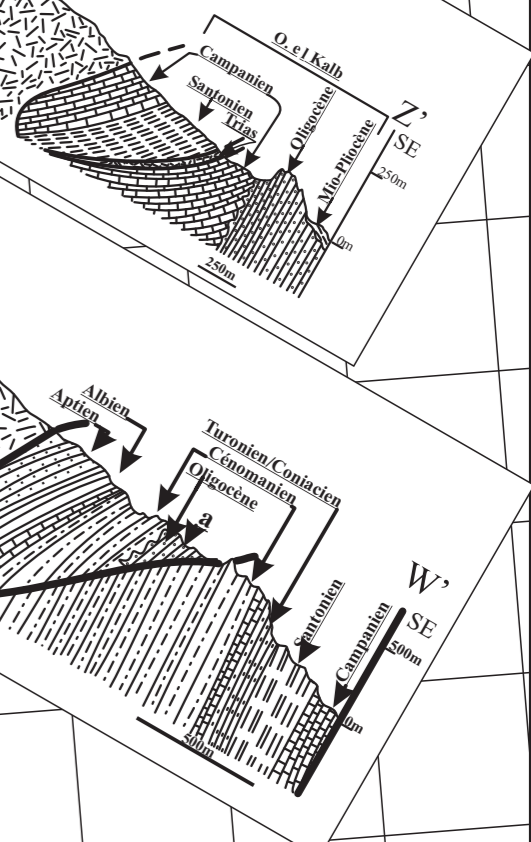 O. el Kalb
Campanien
Santonien
Trias
Oligocène
Mio-Pliocène
Z'
SE
250m
0m
250m
Albien
Aptien
Turonien/Coniacien
Cénomanien
Oligocène
a
Santonien
Campanien
W'
SE
500m
0m
500m